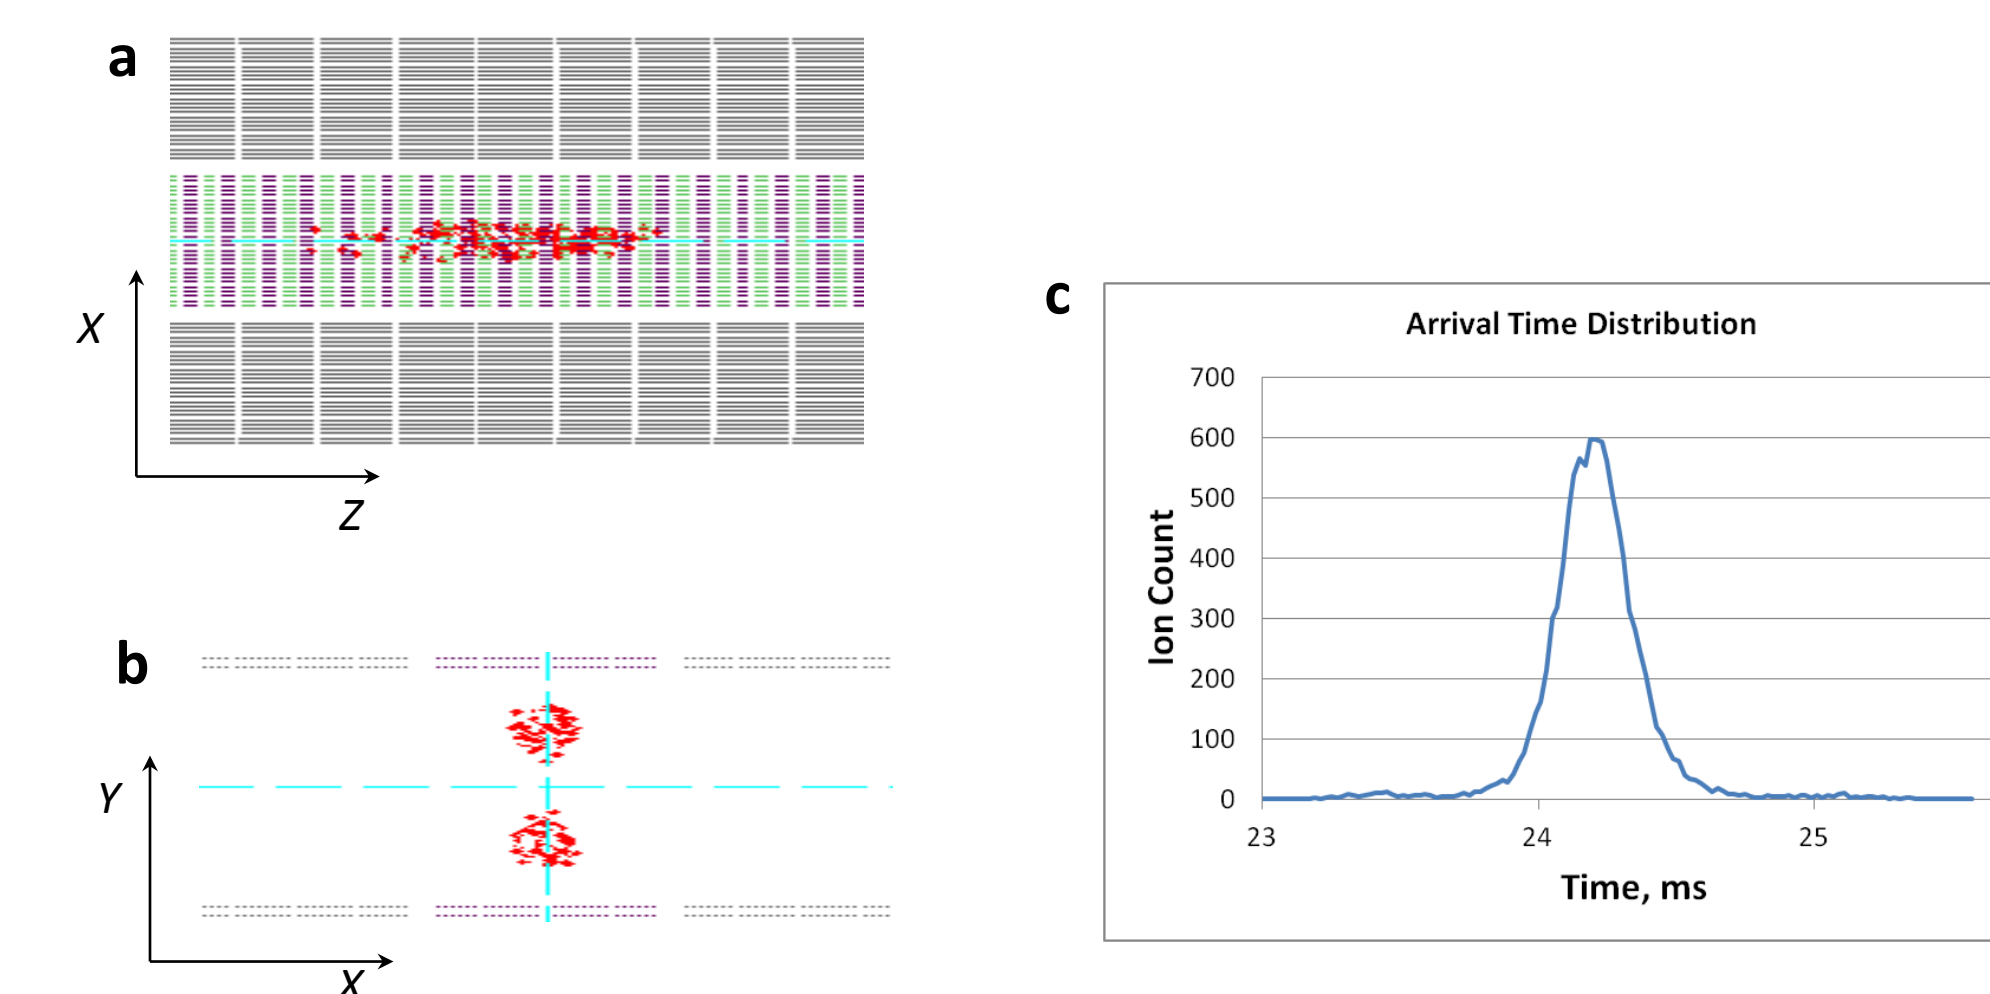 a
X
Z
b
Y
X
c
Arrival Time Distribution
Ion Count
700
600
500
400
300
200
100
0
23 24 25
Time, ms